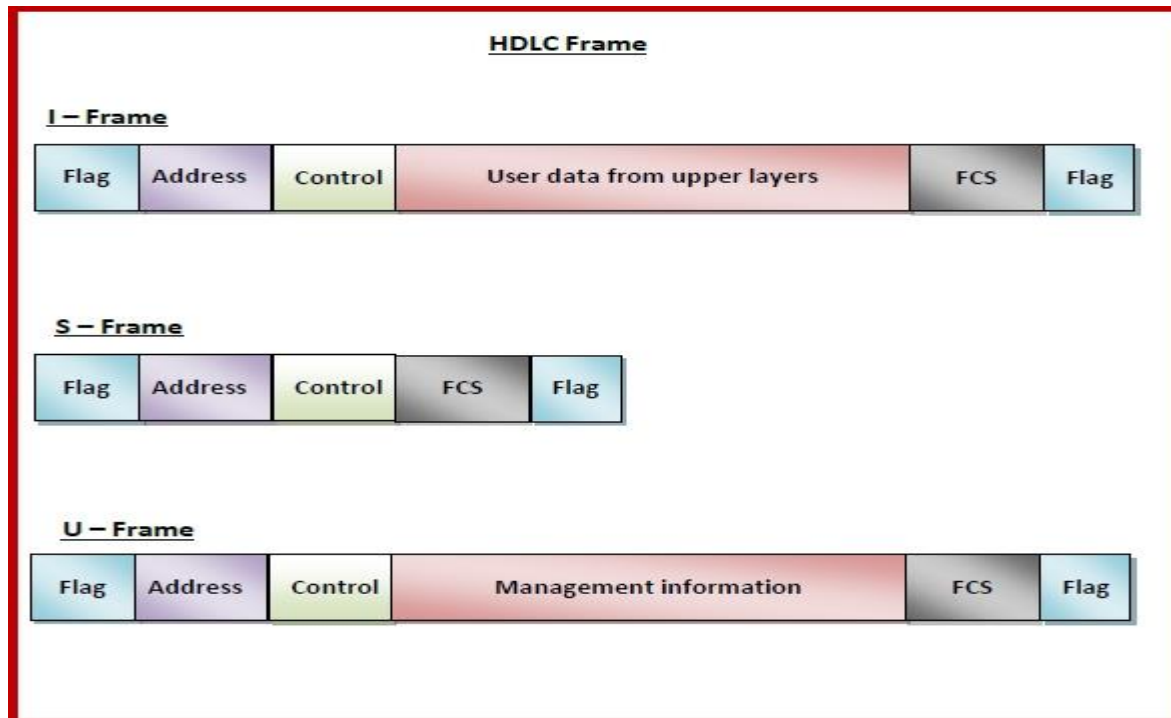 HDLC Frame
I – Frame
Flag Address Control User data from upper layers FCS Flag
S – Frame
Flag Address Control FCS Flag
U – Frame
Flag Address Control Management information FCS Flag